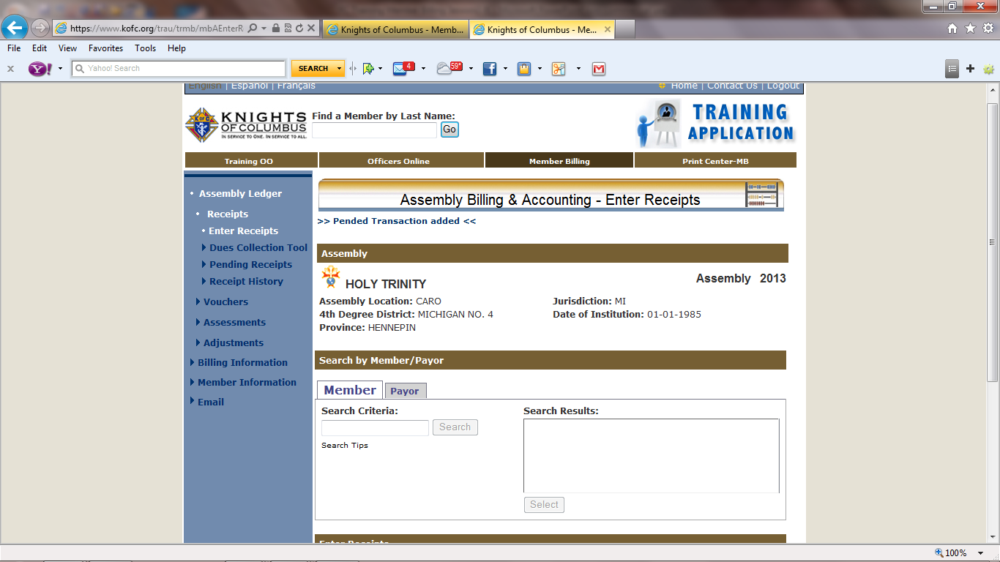 https://www.kofc.org/trau/trmb/mbAEnterR
Knights of Columbus - Memb...
Knights of Columbus - Me...
File Edit View Favorites Tools Help
Yahoo! Search
SEARCH
4
59°
English | Español | Français
Home | Contact Us | Logout
KNIGHTS
OF COLUMBUS
IN SERVICE TO ONE. IN SERVICE TO ALL.
Find a Member by Last Name:
Go
TRAINING
APPLICATION
Training OO
Officers Online
Member Billing
Print Center-MB
Assembly Ledger
Receipts
Enter Receipts
Dues Collection Tool
Pending Receipts
Receipt History
Vouchers
Assessments
Adjustments
Billing Information
Member Information
Email
Assembly Billing & Accounting - Enter Receipts
>> Pended Transaction added <<
Assembly
HOLY TRINITY
Assembly 2013
Assembly Location: CARO
Jurisdiction: MI
4th Degree District: MICHIGAN NO. 4
Date of Institution: 01-01-1985
Province: HENNEPIN
Search by Member/Payor
Member
Payor
Search Criteria:
Search Results:
Search
Search Tips
Select
Enter Receipts
100%